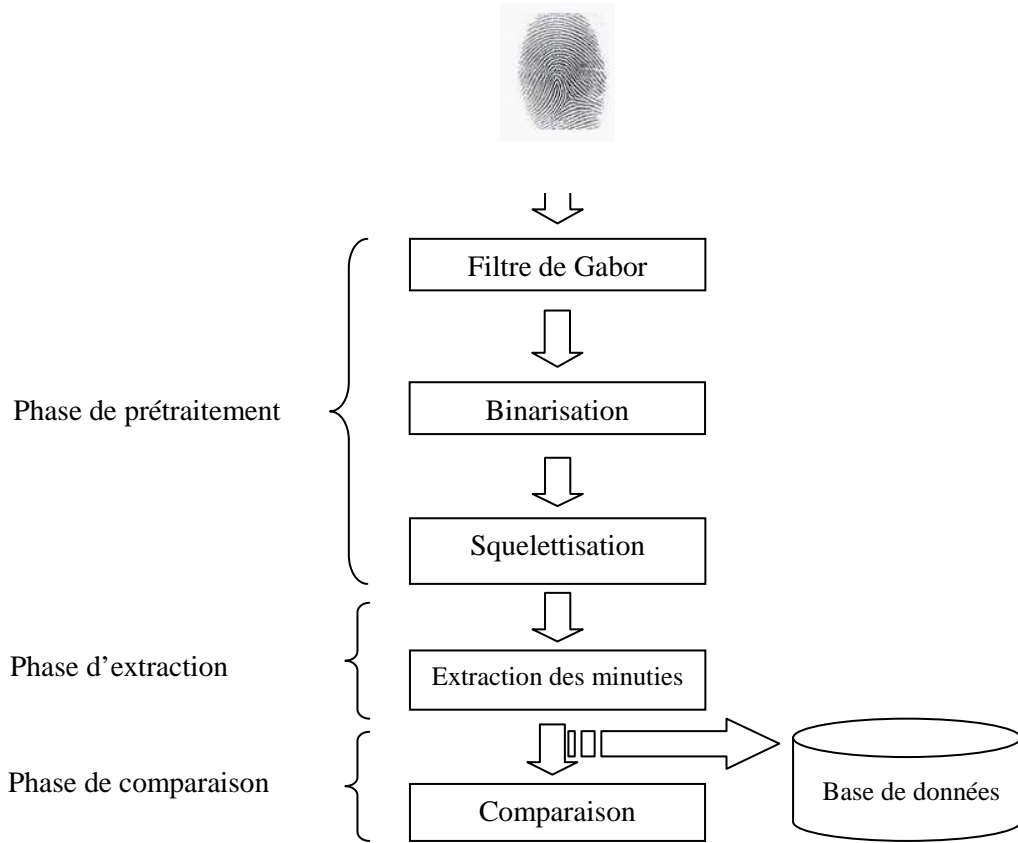 Filtre de Gabor
Phase de prétraitement
Binarisation
Squelettisation
Phase d’extraction
Extraction des minuties
Phase de comparaison
Base de données
Comparaison